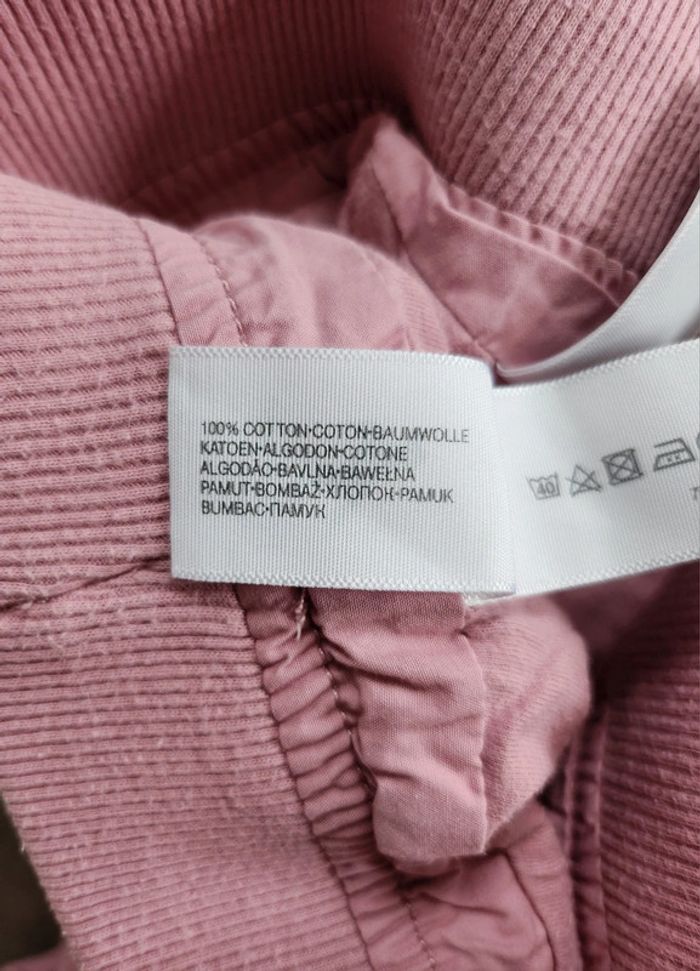 100% COTTON·COTON·BAUMWOLLE
KATOEN·ALGODON·COTONE
ALGODÃO·BAVLNA·BAWEŁNA
PAMUT·BOMBAŽ·ХЛОПОК·PAMUK
BUMBAC·ПАМУК
40